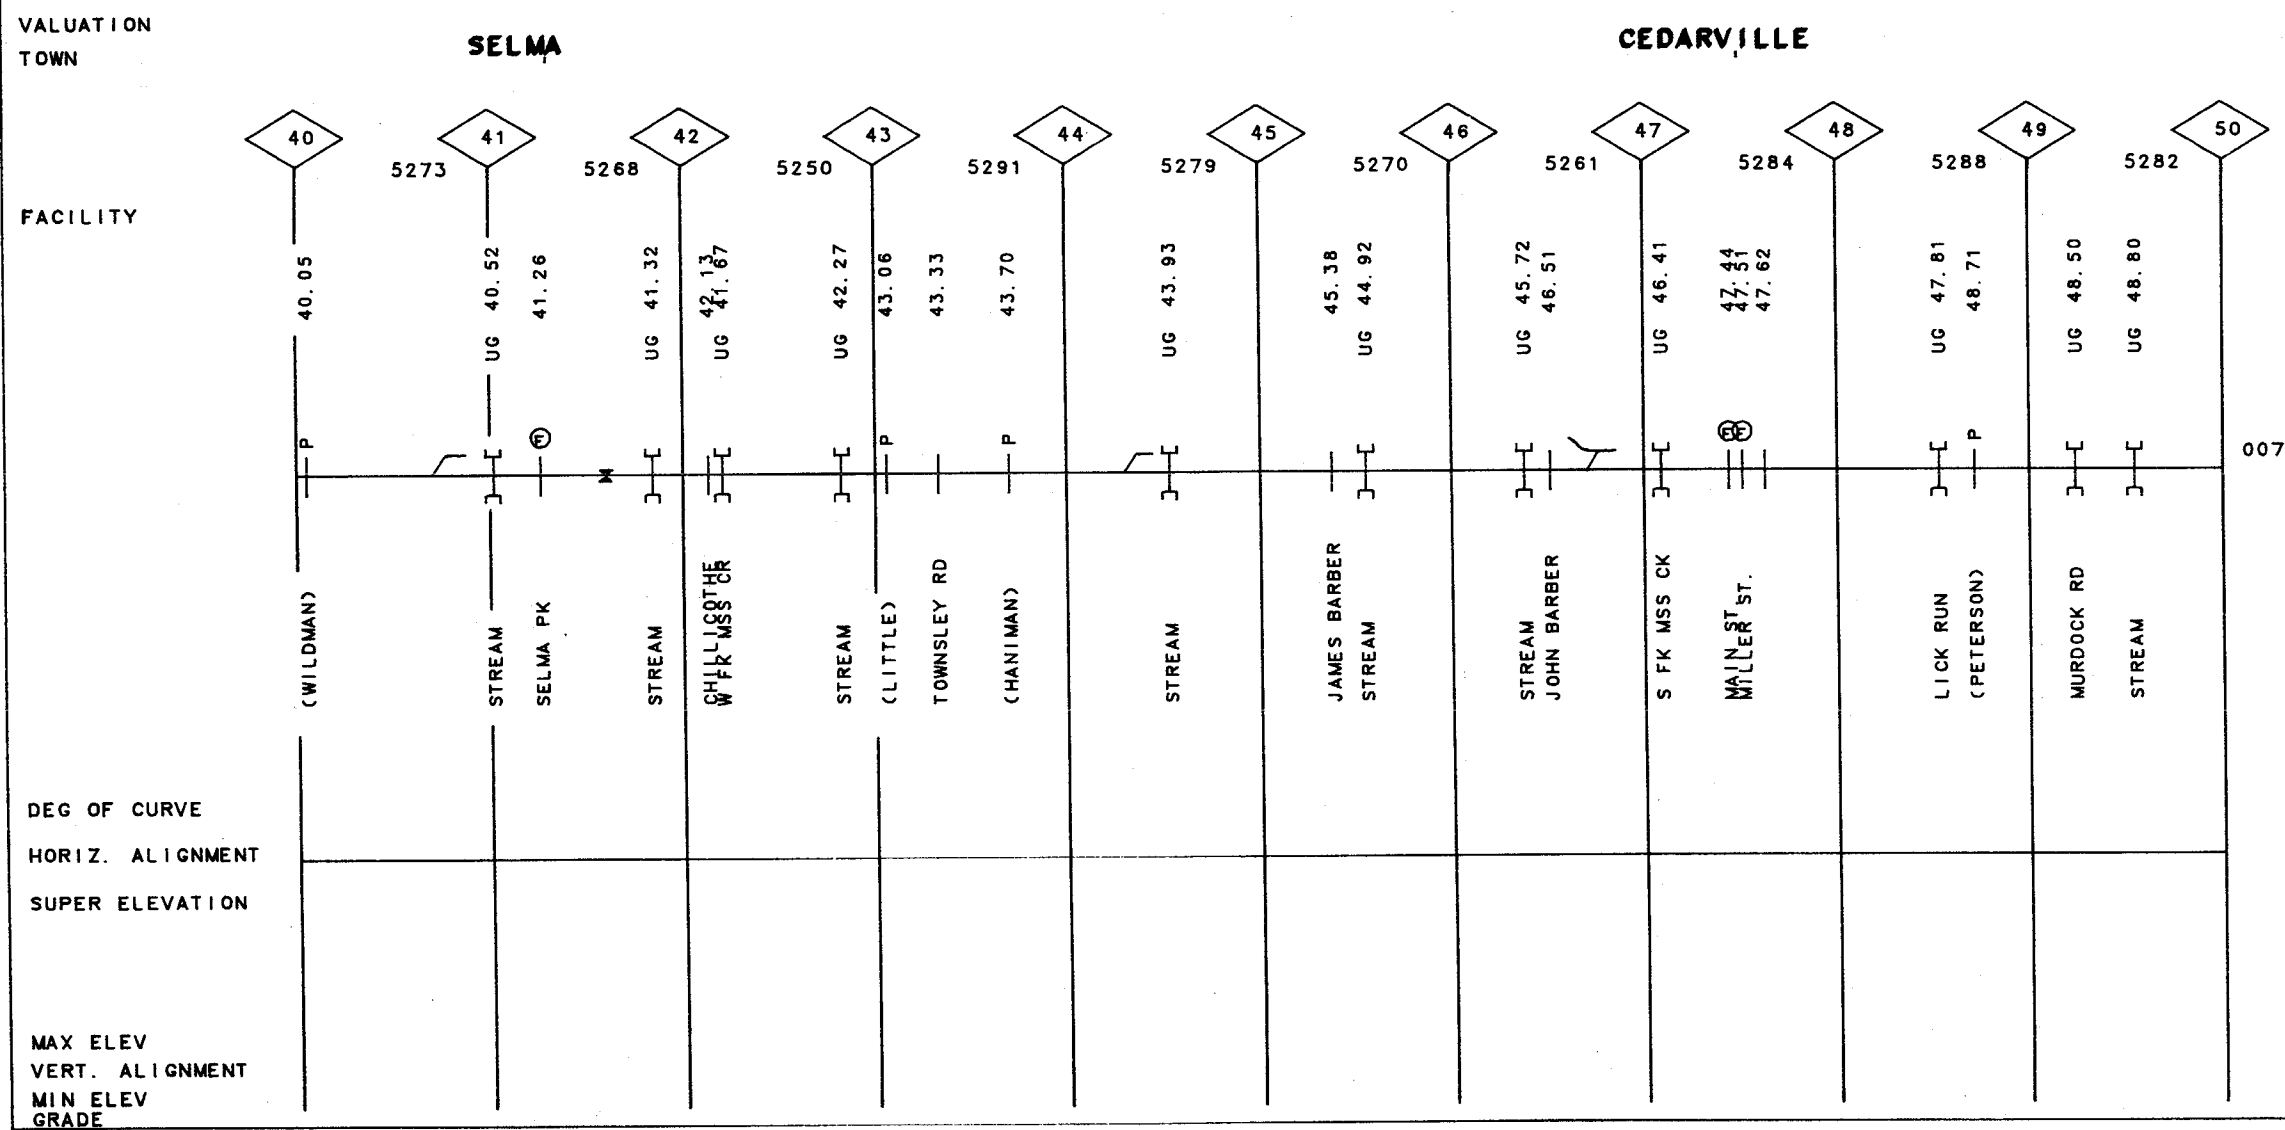 VALUATION
TOWN
SELMA
CEDARVILLE
40
41
42
43
44
45
46
47
48
49
50
5273
5268
5250
5291
5279
5270
5261
5284
5288
5282
FACILITY
40.05
UG 40.52
41.26
UG 41.32
42.13
UG 41.67
UG 42.27
43.06
43.33
43.70
UG 43.93
45.38
UG 44.92
UG 45.72
46.51
UG 46.41
47.44
47.51
47.62
UG 47.81
48.71
UG 48.50
UG 48.80
P
F
P
P
F
F
P
007
(WILDMAN)
STREAM
SELMA PK
STREAM
CHILLICOTHE
W FK MSS CR
STREAM
(LITTLE)
TOWNSLEY RD
(HANIMAN)
STREAM
JAMES BARBER
STREAM
STREAM
JOHN BARBER
S FK MSS CK
MAIN ST.
MILLER ST.
LICK RUN
(PETERSON)
MURDOCK RD
STREAM
DEG OF CURVE
HORIZ. ALIGNMENT
SUPER ELEVATION
MAX ELEV
VERT. ALIGNMENT
MIN ELEV
GRADE